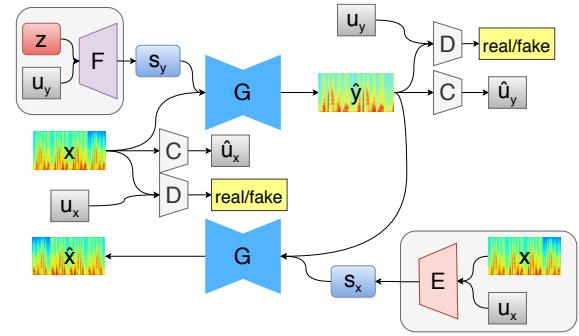 z
u_y
F
s_y
G
ŷ
u_y
D
real/fake
C
û_y
x
C
û_x
u_x
D
real/fake
x̂
G
s_x
E
x
u_x